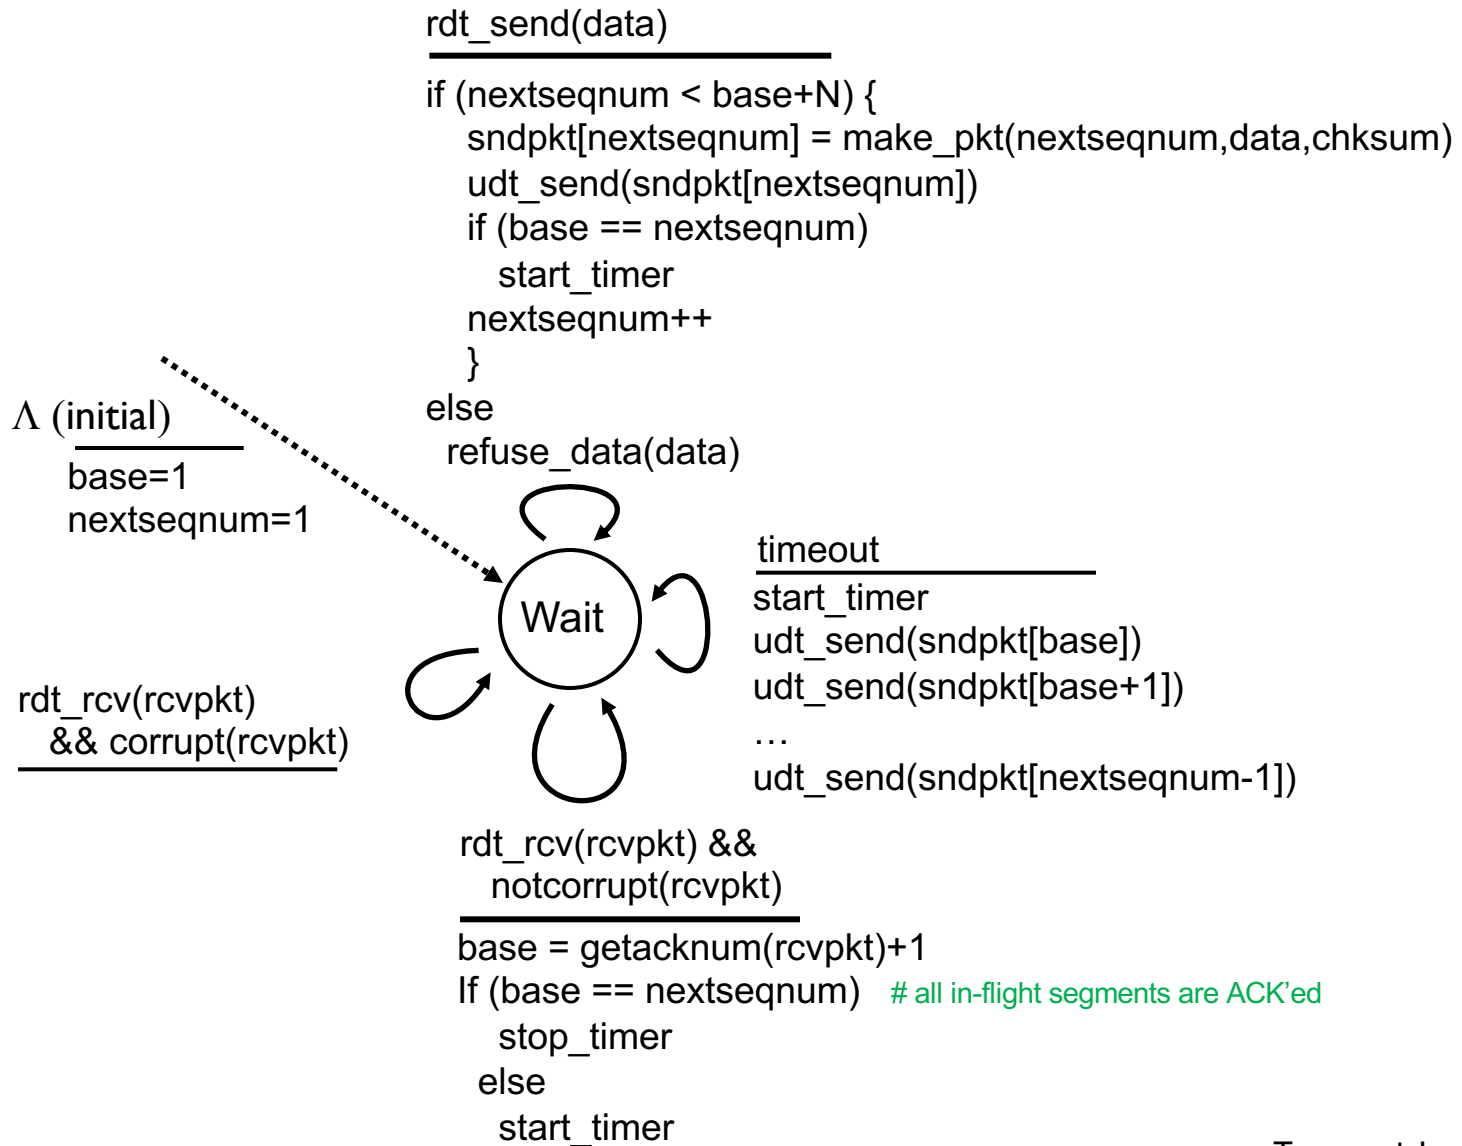 rdt_send(data)
if (nextseqnum < base+N) {
sndpkt[nextseqnum] = make_pkt(nextseqnum,data,chksum)
udt_send(sndpkt[nextseqnum])
if (base == nextseqnum)
start_timer
nextseqnum++
}
else
refuse_data(data)
Λ (initial)
base=1
nextseqnum=1
Wait
timeout
start_timer
udt_send(sndpkt[base])
udt_send(sndpkt[base+1])
…
udt_send(sndpkt[nextseqnum-1])
rdt_rcv(rcvpkt)
&& corrupt(rcvpkt)
rdt_rcv(rcvpkt) &&
notcorrupt(rcvpkt)
base = getacknum(rcvpkt)+1
If (base == nextseqnum) # all in-flight segments are ACK’ed
stop_timer
else
start_timer